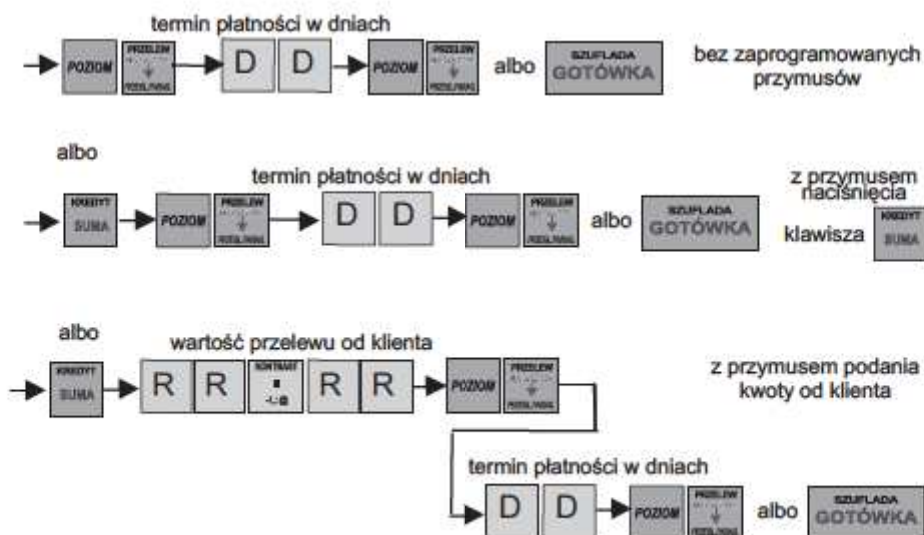 termin płatności w dniach
POZIOM PRZELEW D D POZIOM PRZELEW albo SZUFLADA GOTÓWKA
bez zaprogramowanych
przymusów
albo
termin płatności w dniach
KREDYT SUMA POZIOM PRZELEW D D POZIOM PRZELEW albo SZUFLADA GOTÓWKA
z przymusem
naciśnięcia
klawisza KREDYT SUMA
albo
wartość przelewu od klienta
KREDYT SUMA R R KONTRAST R R POZIOM PRZELEW
z przymusem podania
kwoty od klienta
termin płatności w dniach
D D POZIOM PRZELEW albo SZUFLADA GOTÓWKA